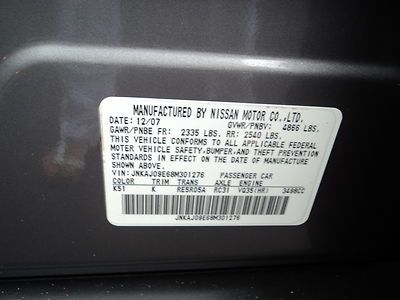 MANUFACTURED BY NISSAN MOTOR CO.,LTD.
DATE: 12/07 GVWR/PNBV: 4866 LBS.
GAWR/PNBE FR: 2335 LBS. RR: 2540 LBS.
THIS VEHICLE CONFORMS TO ALL APPLICABLE FEDERAL
MOTOR VEHICLE SAFETY, BUMPER, AND THEFT PREVENTION
STANDARDS IN EFFECT ON THE DATE OF MANUFACTURE
SHOWN ABOVE.
VIN: JNKAJ09E68M301276 PASSENGER CAR
COLOR TRIM TRANS AXLE ENGINE
K51 K RE5R05A RC31 VQ35(HR) 3498CC
JNKAJ09E68M301276